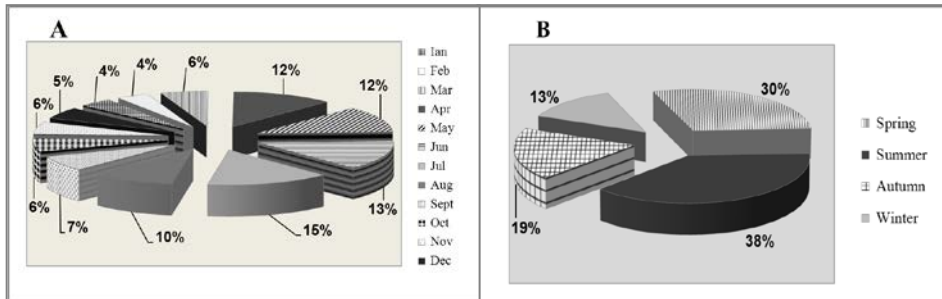 A
4%
4%
6%
12%
5%
6%
12%
6%
7%
10%
15%
13%
Ian
Feb
Mar
Apr
May
Jun
Jul
Aug
Sept
Oct
Nov
Dec
B
13%
30%
19%
38%
Spring
Summer
Autumn
Winter